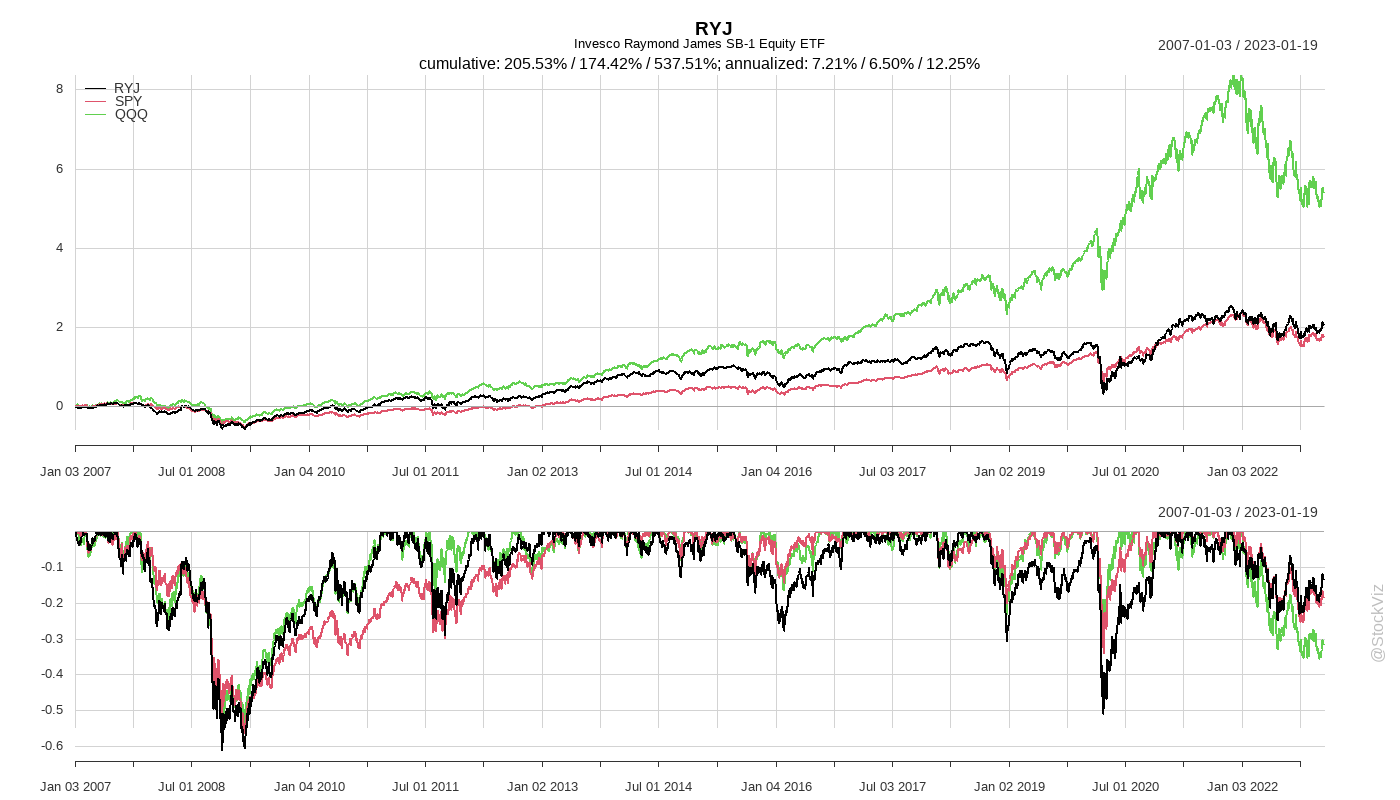 RYJ
Invesco Raymond James SB-1 Equity ETF
2007-01-03 / 2023-01-19
cumulative: 205.53% / 174.42% / 537.51%; annualized: 7.21% / 6.50% / 12.25%
RYJ
SPY
QQQ
8
6
4
2
0
Jan 03 2007 Jul 01 2008 Jan 04 2010 Jul 01 2011 Jan 02 2013 Jul 01 2014 Jan 04 2016 Jul 03 2017 Jan 02 2019 Jul 01 2020 Jan 03 2022
2007-01-03 / 2023-01-19
-0.1
-0.2
-0.3
-0.4
-0.5
-0.6
Jan 03 2007 Jul 01 2008 Jan 04 2010 Jul 01 2011 Jan 02 2013 Jul 01 2014 Jan 04 2016 Jul 03 2017 Jan 02 2019 Jul 01 2020 Jan 03 2022
@StockViz